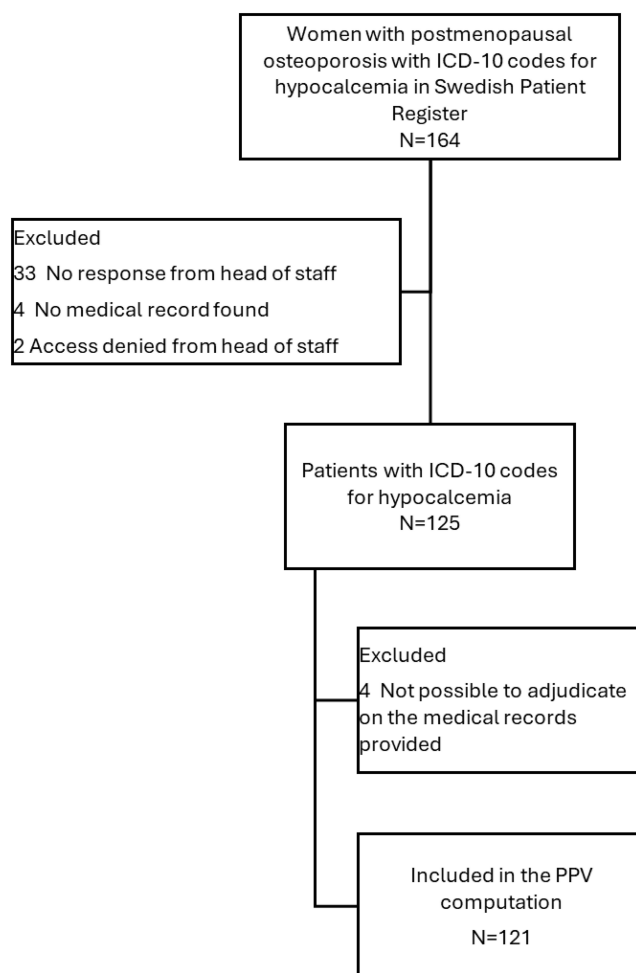 Women with postmenopausal
osteoporosis with ICD-10 codes for
hypocalcemia in Swedish Patient
Register
N=164
Excluded
33 No response from head of staff
4 No medical record found
2 Access denied from head of staff
Patients with ICD-10 codes
for hypocalcemia
N=125
Excluded
4 Not possible to adjudicate
on the medical records
provided
Included in the PPV
computation
N=121